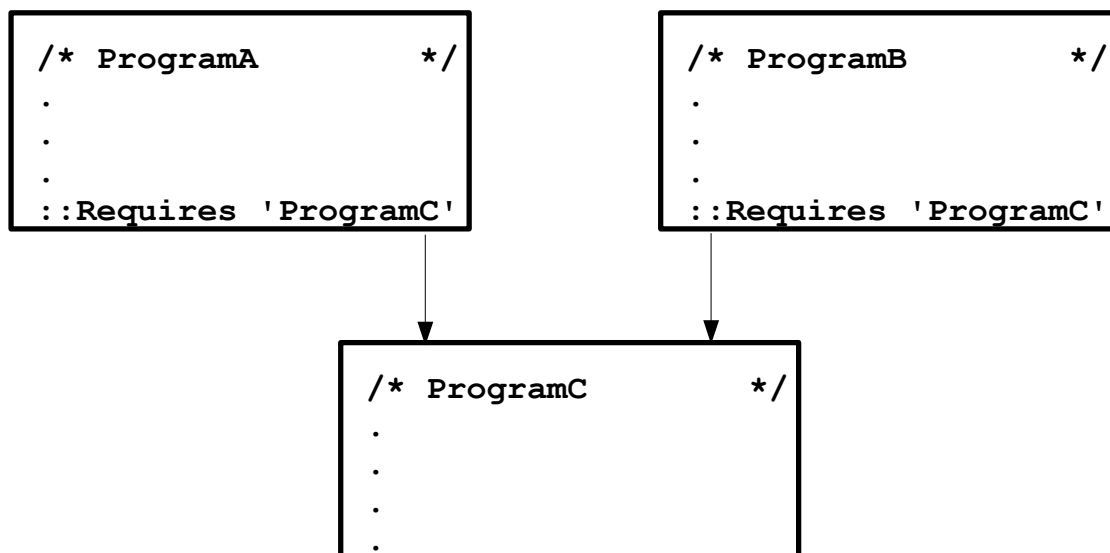 /* ProgramA */
.
.
.
::Requires 'ProgramC'
/* ProgramB */
.
.
.
::Requires 'ProgramC'
/* ProgramC */
.
.
.
.